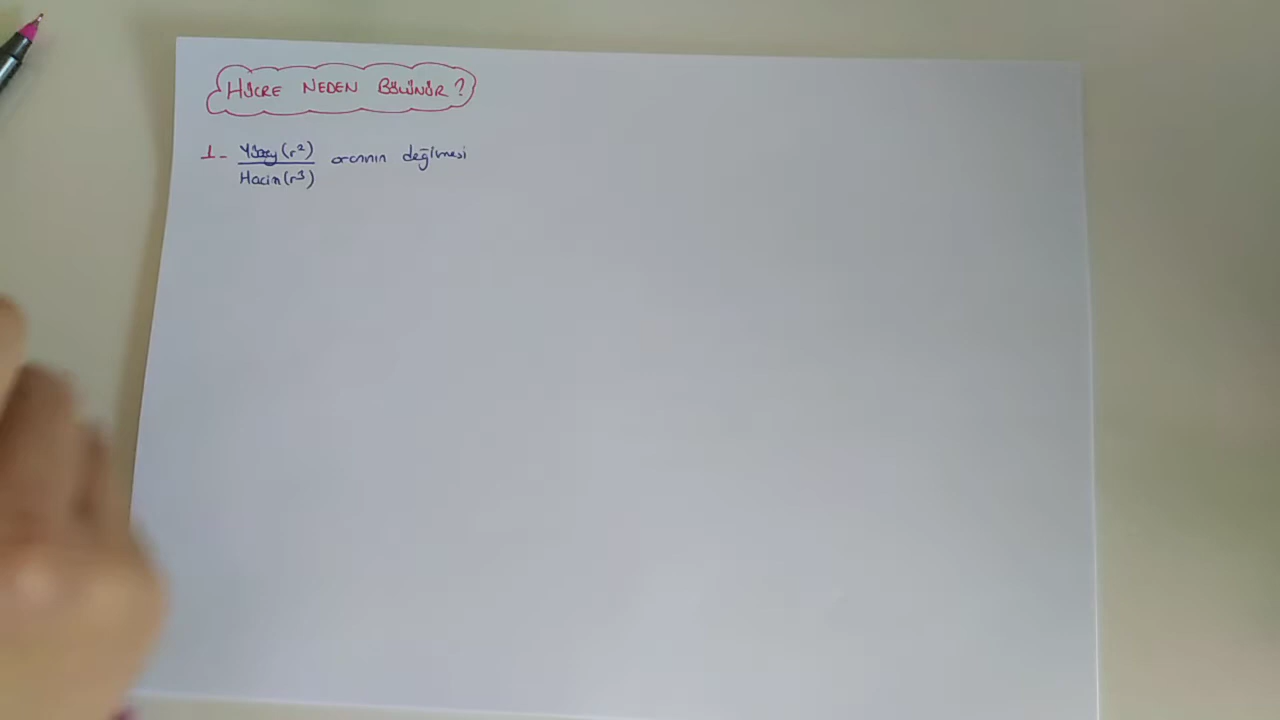 HÜCRE NEDEN BÖLÜNÜR?
1- Yüzey (r²) oranının değişmesi
Hacim (r³)